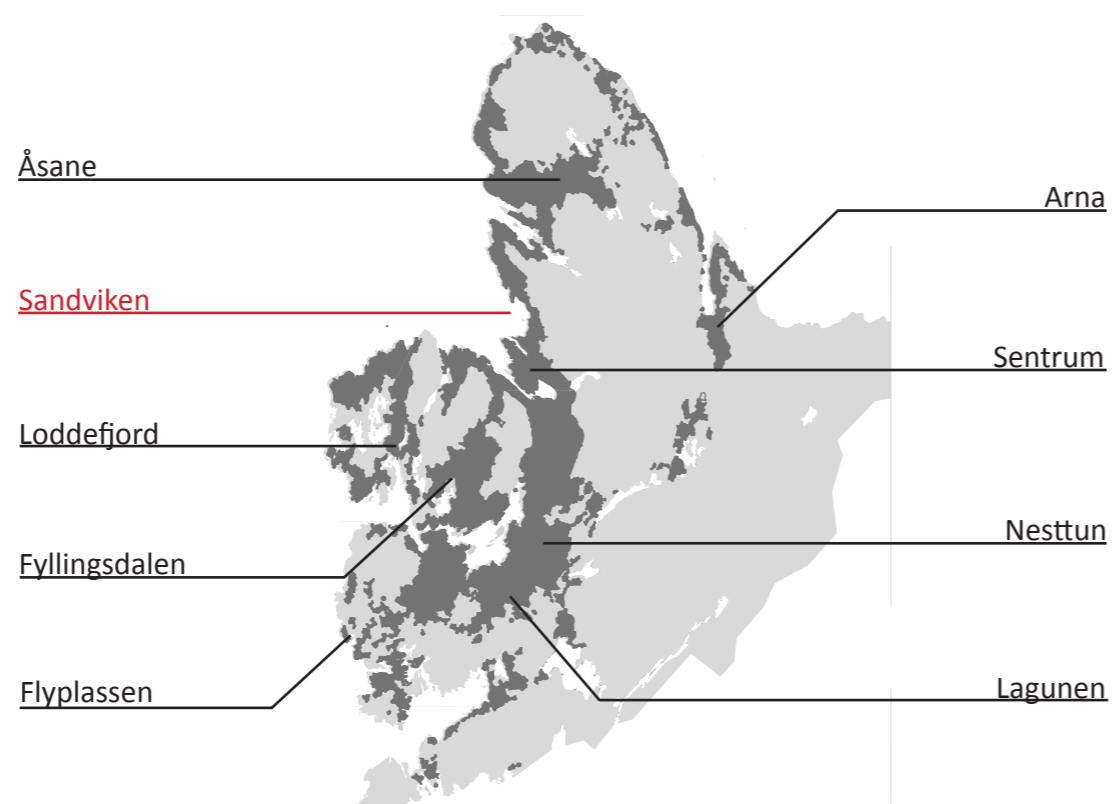 Åsane
Arna
Sandviken
Sentrum
Loddefjord
Nesttun
Fyllingsdalen
Flyplassen
Lagunen